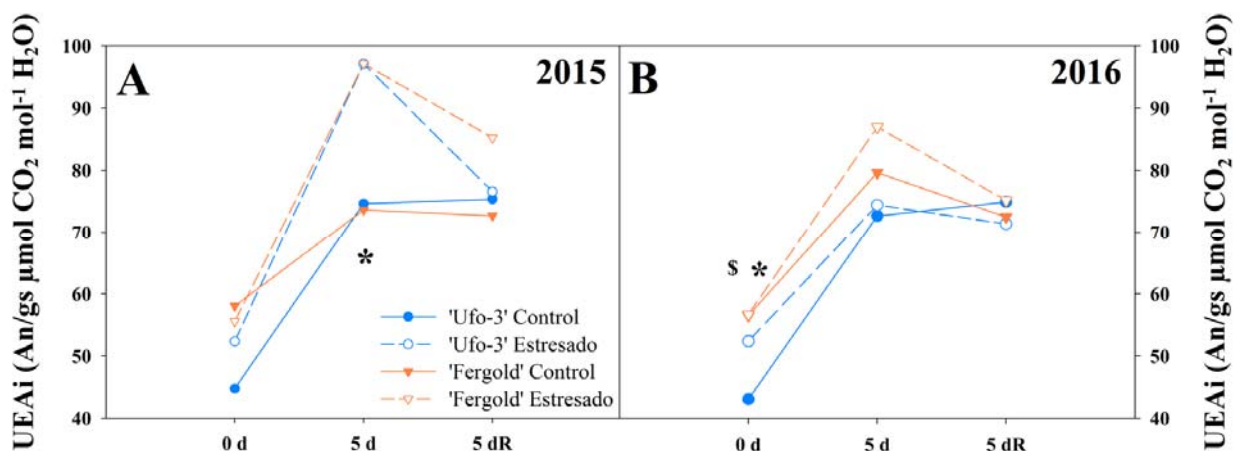 UEAi (An/gs µmol CO₂ mol⁻¹ H₂O)
A
2015
100
90
80
70
60
50
40
*
'Ufo-3' Control
'Ufo-3' Estresado
'Fergold' Control
'Fergold' Estresado
0 d
5 d
5 dR
B
2016
$ *
0 d
5 d
5 dR
100
90
80
70
60
50
40
UEAi (An/gs µmol CO₂ mol⁻¹ H₂O)